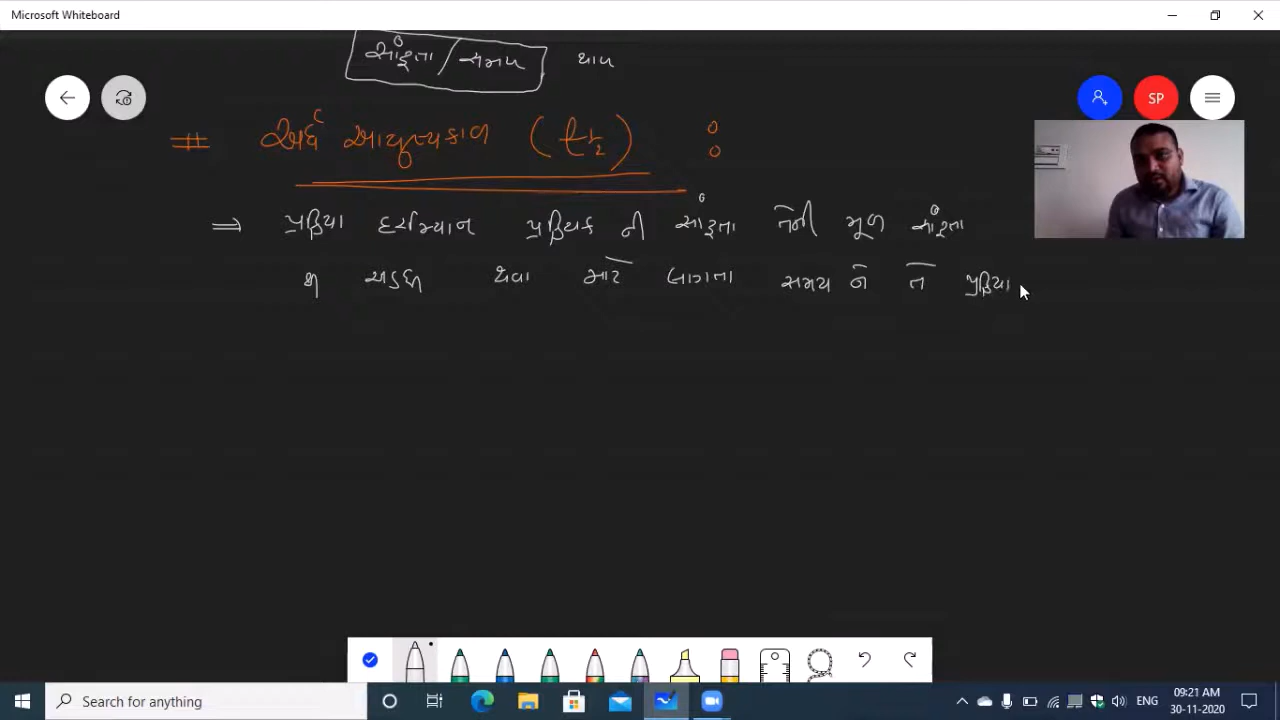 Microsoft Whiteboard
સાંદ્રતા / સમય થાય
# અર્ધ આયુષ્યકાળ (t½) :
SP
⇒ પ્રક્રિયા દરમ્યાન પ્રક્રિયક ની સાંદ્રતા તેની મૂળ સાંદ્રતા
થી અડધી થવા માટે લાગતા સમય ને તે પ્રક્રિયા
Search for anything
ENG
09:21 AM
30-11-2020